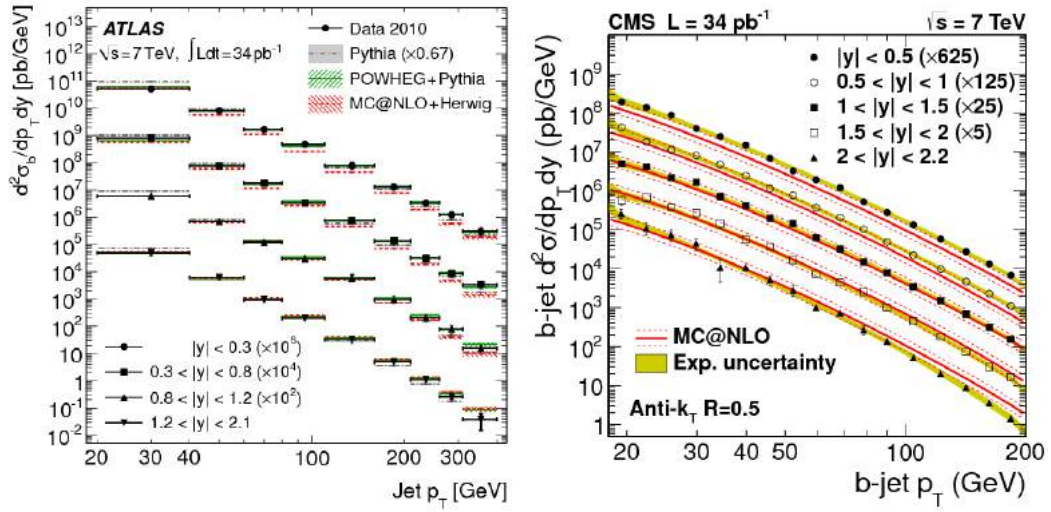 ATLAS
√s = 7 TeV, ∫Ldt = 34 pb⁻¹
Data 2010
Pythia (×0.67)
POWHEG+Pythia
MC@NLO+Herwig
d²σ_b/dp_T dy [pb/GeV]
10¹³
10¹²
10¹¹
10¹⁰
10⁹
10⁸
10⁷
10⁶
10⁵
10⁴
10³
10²
10
1
10⁻¹
10⁻²
|y| < 0.3 (×10⁶)
0.3 < |y| < 0.8 (×10⁴)
0.8 < |y| < 1.2 (×10²)
1.2 < |y| < 2.1
20 30 40 100 200 300
Jet p_T [GeV]
CMS L = 34 pb⁻¹ √s = 7 TeV
|y| < 0.5 (×625)
0.5 < |y| < 1 (×125)
1 < |y| < 1.5 (×25)
1.5 < |y| < 2 (×5)
2 < |y| < 2.2
b-jet d²σ/dp_T dy (pb/GeV)
10⁹
10⁸
10⁷
10⁶
10⁵
10⁴
10³
10²
10
1
MC@NLO
Exp. uncertainty
Anti-k_T R=0.5
20 30 40 50 100 200
b-jet p_T (GeV)